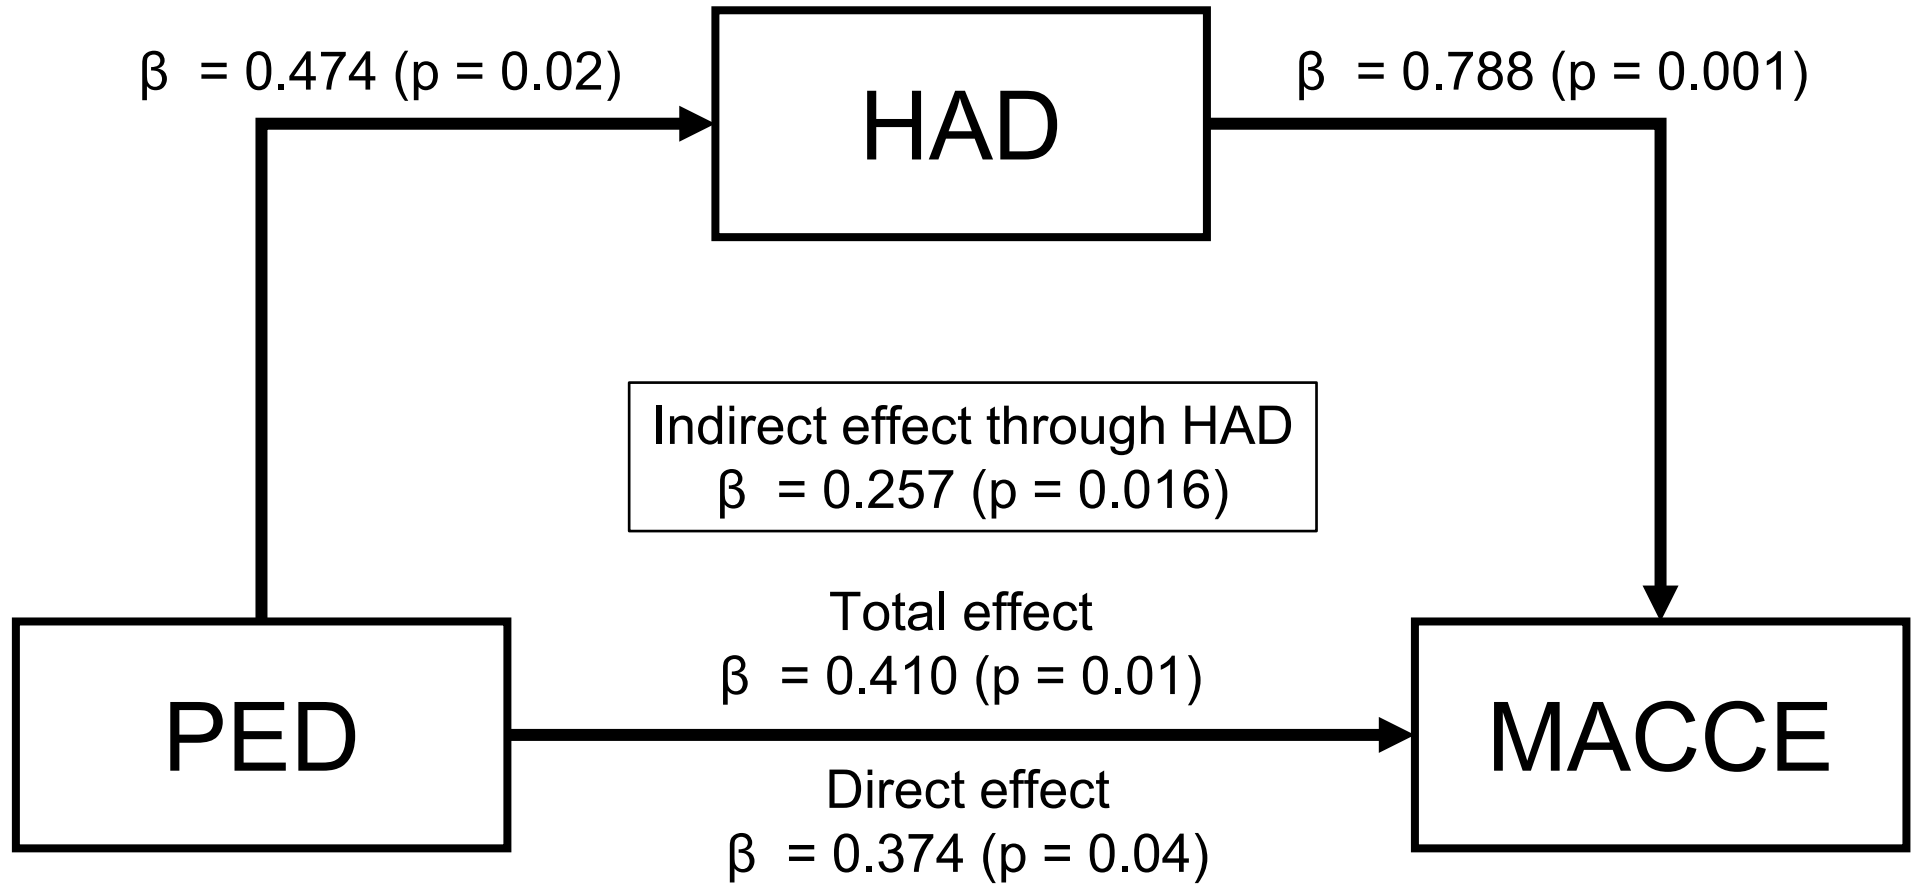 β = 0.474 (p = 0.02)
HAD
β = 0.788 (p = 0.001)
Indirect effect through HAD
β = 0.257 (p = 0.016)
Total effect
β = 0.410 (p = 0.01)
PED
MACCE
Direct effect
β = 0.374 (p = 0.04)